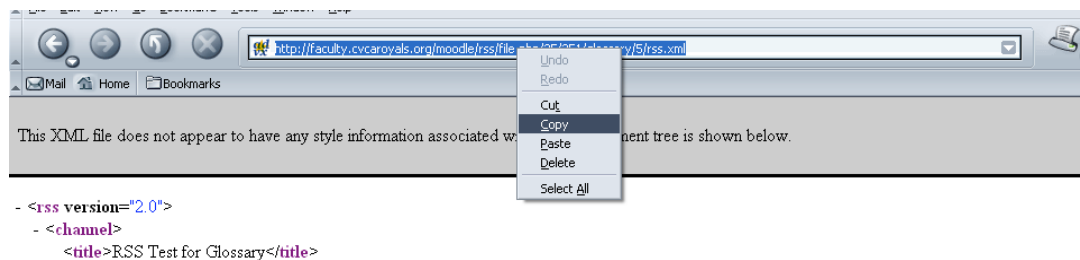 http://faculty.cvcaroyals.org/moodle/rss/file.php/25/251/glossary/5/rss.xml
Undo
Redo
Mail Home Bookmarks
Cut
Copy
This XML file does not appear to have any style information associated w ment tree is shown below.
Paste
Delete
Select All
- <rss version="2.0">
- <channel>
<title>RSS Test for Glossary</title>